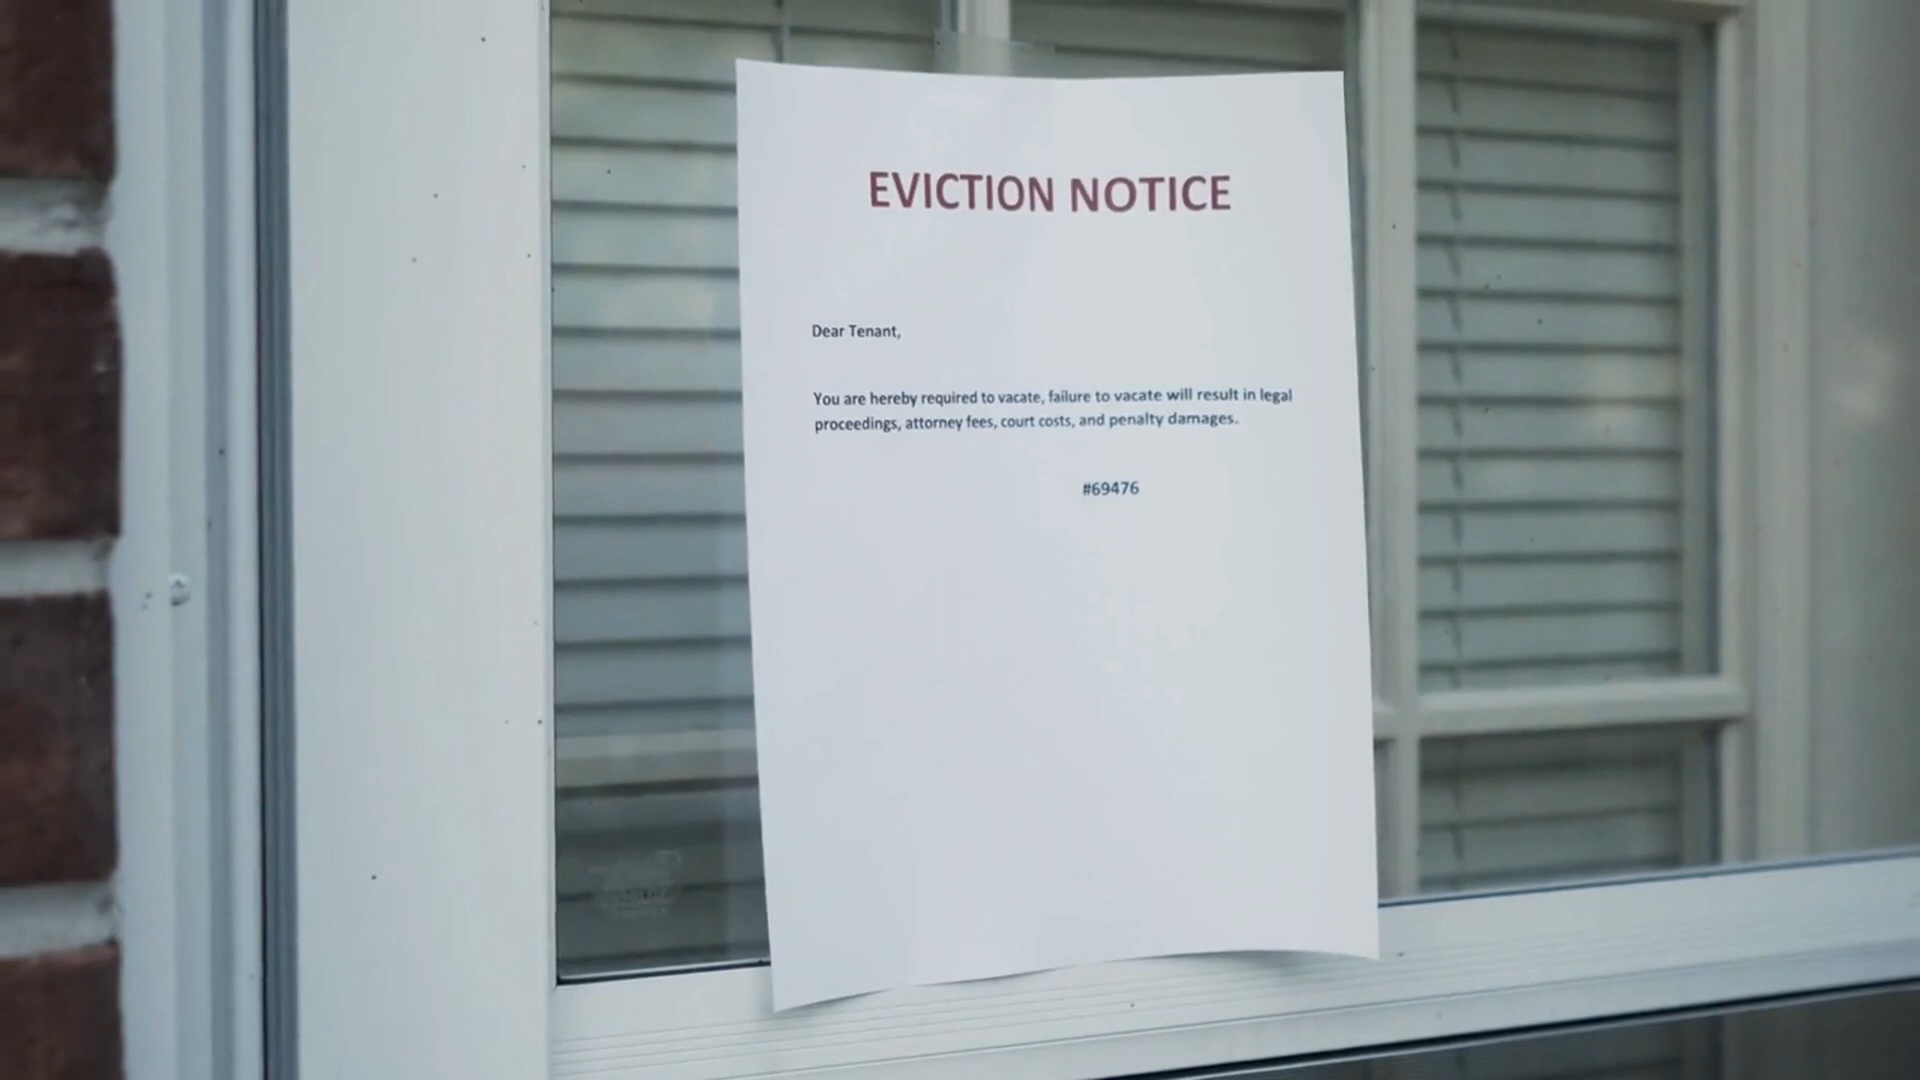 EVICTION NOTICE
Dear Tenant,
You are hereby required to vacate, failure to vacate will result in legal
proceedings, attorney fees, court costs, and penalty damages.
#69476